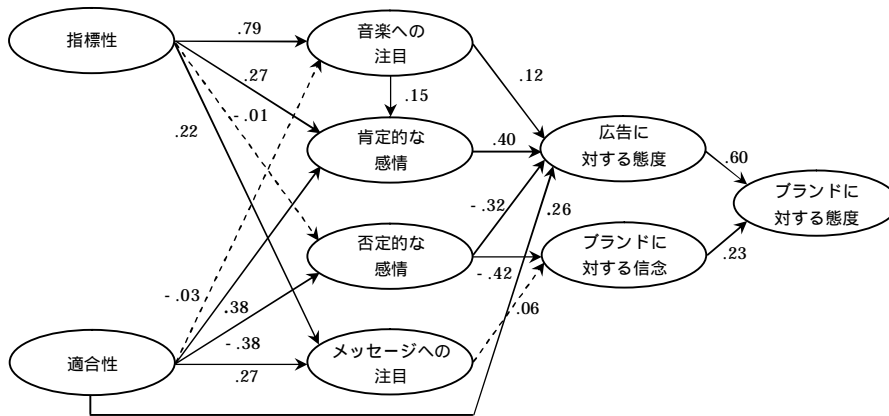 指標性
.79
音楽への
注目
.27
.12
- .01
.15
.22
肯定的な
感情
.40
広告に
対する態度
.60
ブランドに
対する態度
- .32
.26
否定的な
感情
ブランドに
対する信念
.23
- .42
- .03
.38
.06
- .38
適合性
.27
メッセージへの
注目